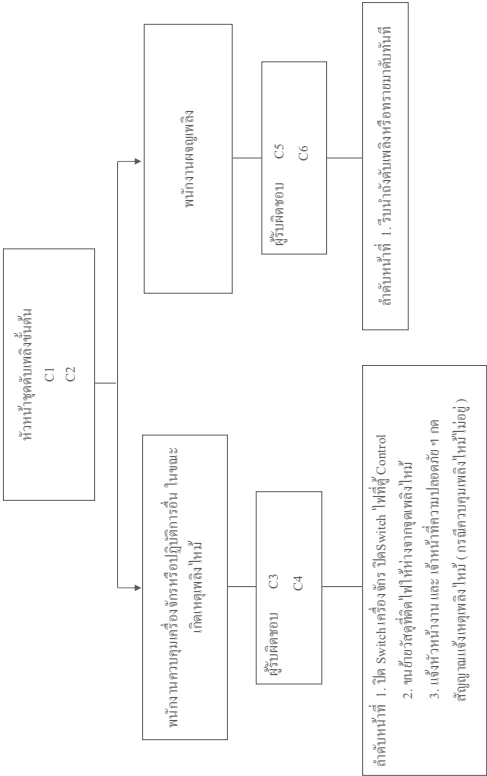 หัวหน้าชุดดับเพลิงขั้นต้น
C1
C2
พนักงานควบคุมเครื่องจักรหรือปฏิบัติการอื่น ในขณะ
เกิดเหตุเพลิงไหม้
ผู้รับผิดชอบ C3
C4
ลำดับหน้าที่ 1. ปิด Switch เครื่องจักร ปิดSwitch ไฟที่ตู้ Control
2. ขนย้ายวัสดุที่ติดไฟให้ห่างจากจุดเพลิงไหม้
3. แจ้งหัวหน้างาน และ เจ้าหน้าที่ความปลอดภัย ฯ กด
สัญญาณแจ้งเหตุเพลิงไหม้ ( กรณีควบคุมเพลิงไหม้ไม่อยู่ )
พนักงานผจญเพลิง
ผู้รับผิดชอบ C5
C6
ลำดับหน้าที่ 1. รีบนำถังดับเพลิงหรือทรายมาดับทันที